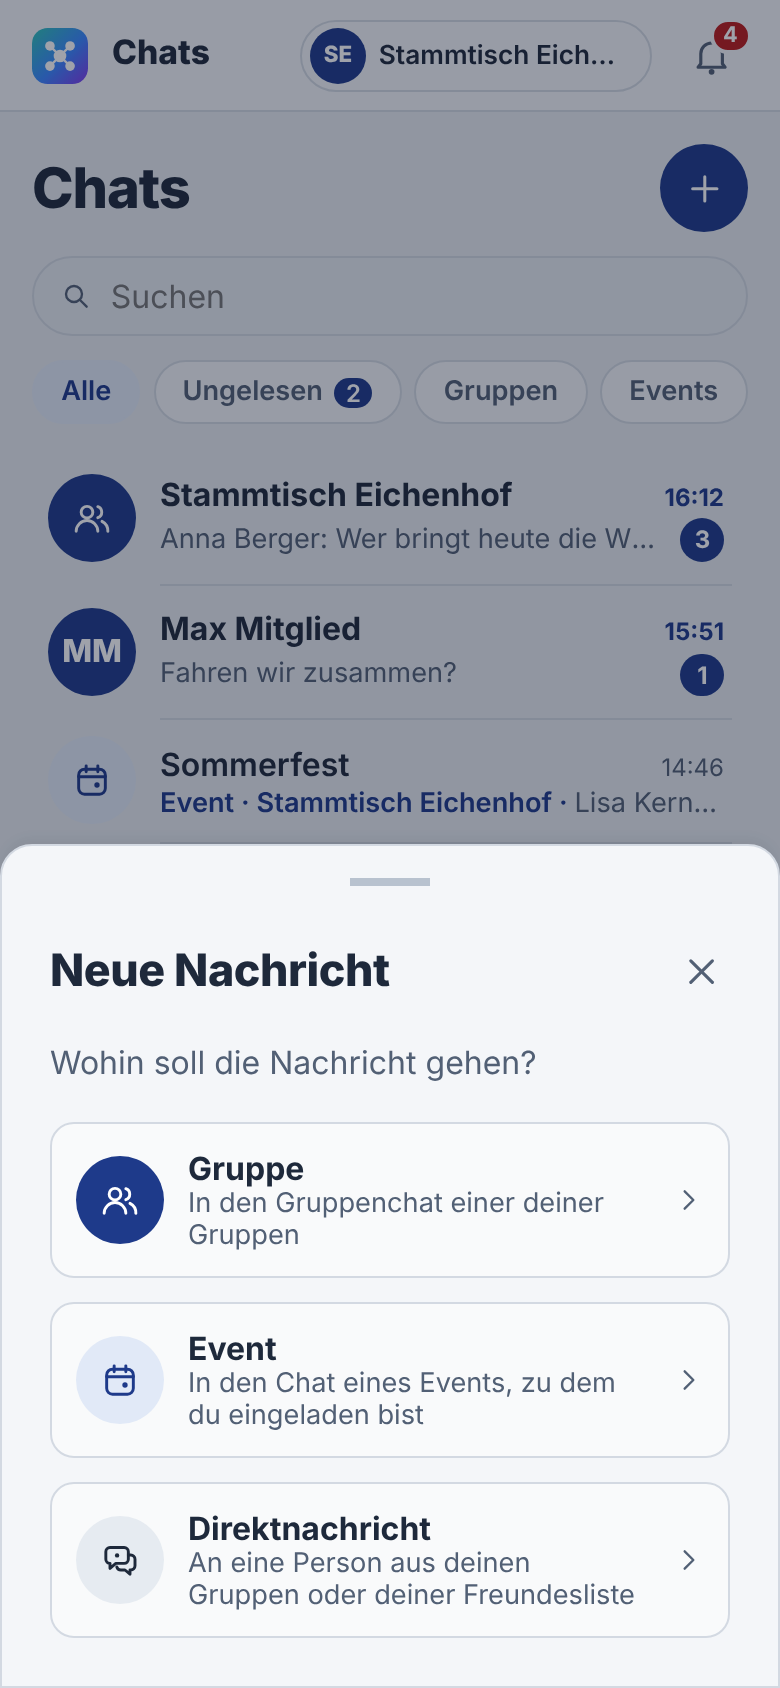 Chats
SE Stammtisch Eich...
4
Chats
Suchen
Alle
Ungelesen 2
Gruppen
Events
Stammtisch Eichenhof 16:12
Anna Berger: Wer bringt heute die W... 3
MM
Max Mitglied 15:51
Fahren wir zusammen? 1
Sommerfest 14:46
Event · Stammtisch Eichenhof · Lisa Kern...
Neue Nachricht
Wohin soll die Nachricht gehen?
Gruppe
In den Gruppenchat einer deiner
Gruppen
Event
In den Chat eines Events, zu dem
du eingeladen bist
Direktnachricht
An eine Person aus deinen
Gruppen oder deiner Freundesliste